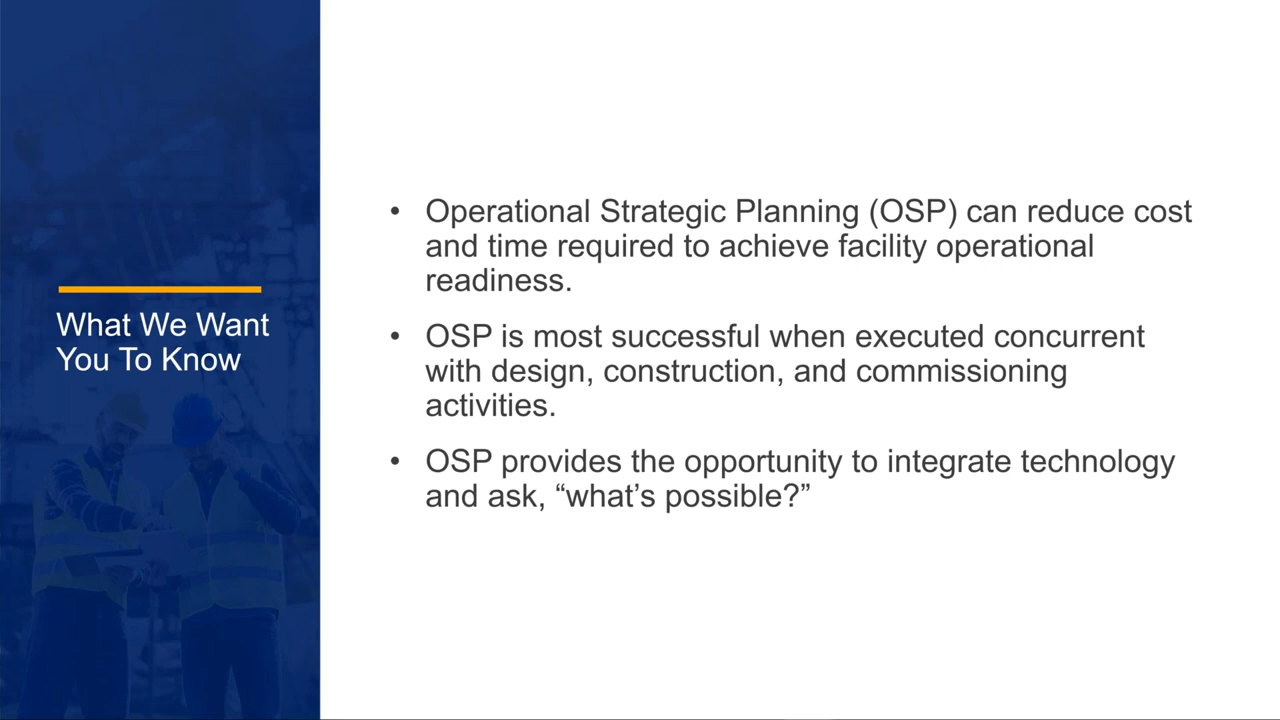 What We Want
You To Know
• Operational Strategic Planning (OSP) can reduce cost
and time required to achieve facility operational
readiness.
• OSP is most successful when executed concurrent
with design, construction, and commissioning
activities.
• OSP provides the opportunity to integrate technology
and ask, “what’s possible?”